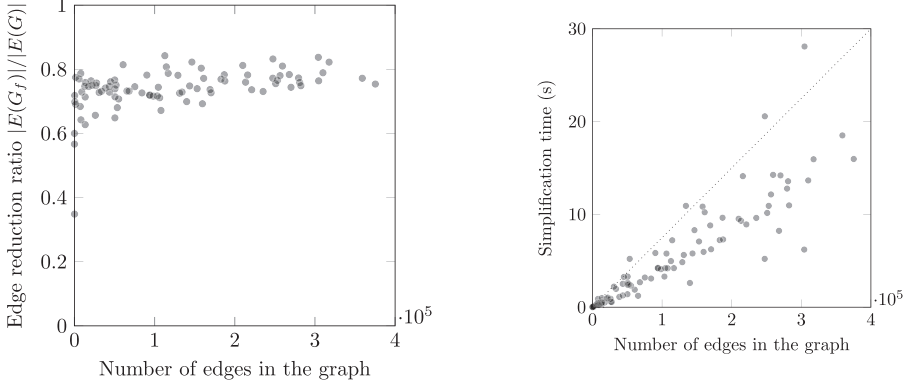 Edge reduction ratio |E(G_f)|/|E(G)|
1
0.8
0.6
0.4
0.2
0
0 1 2 3 4
·10^5
Number of edges in the graph
Simplification time (s)
30
20
10
0
0 1 2 3 4
·10^5
Number of edges in the graph